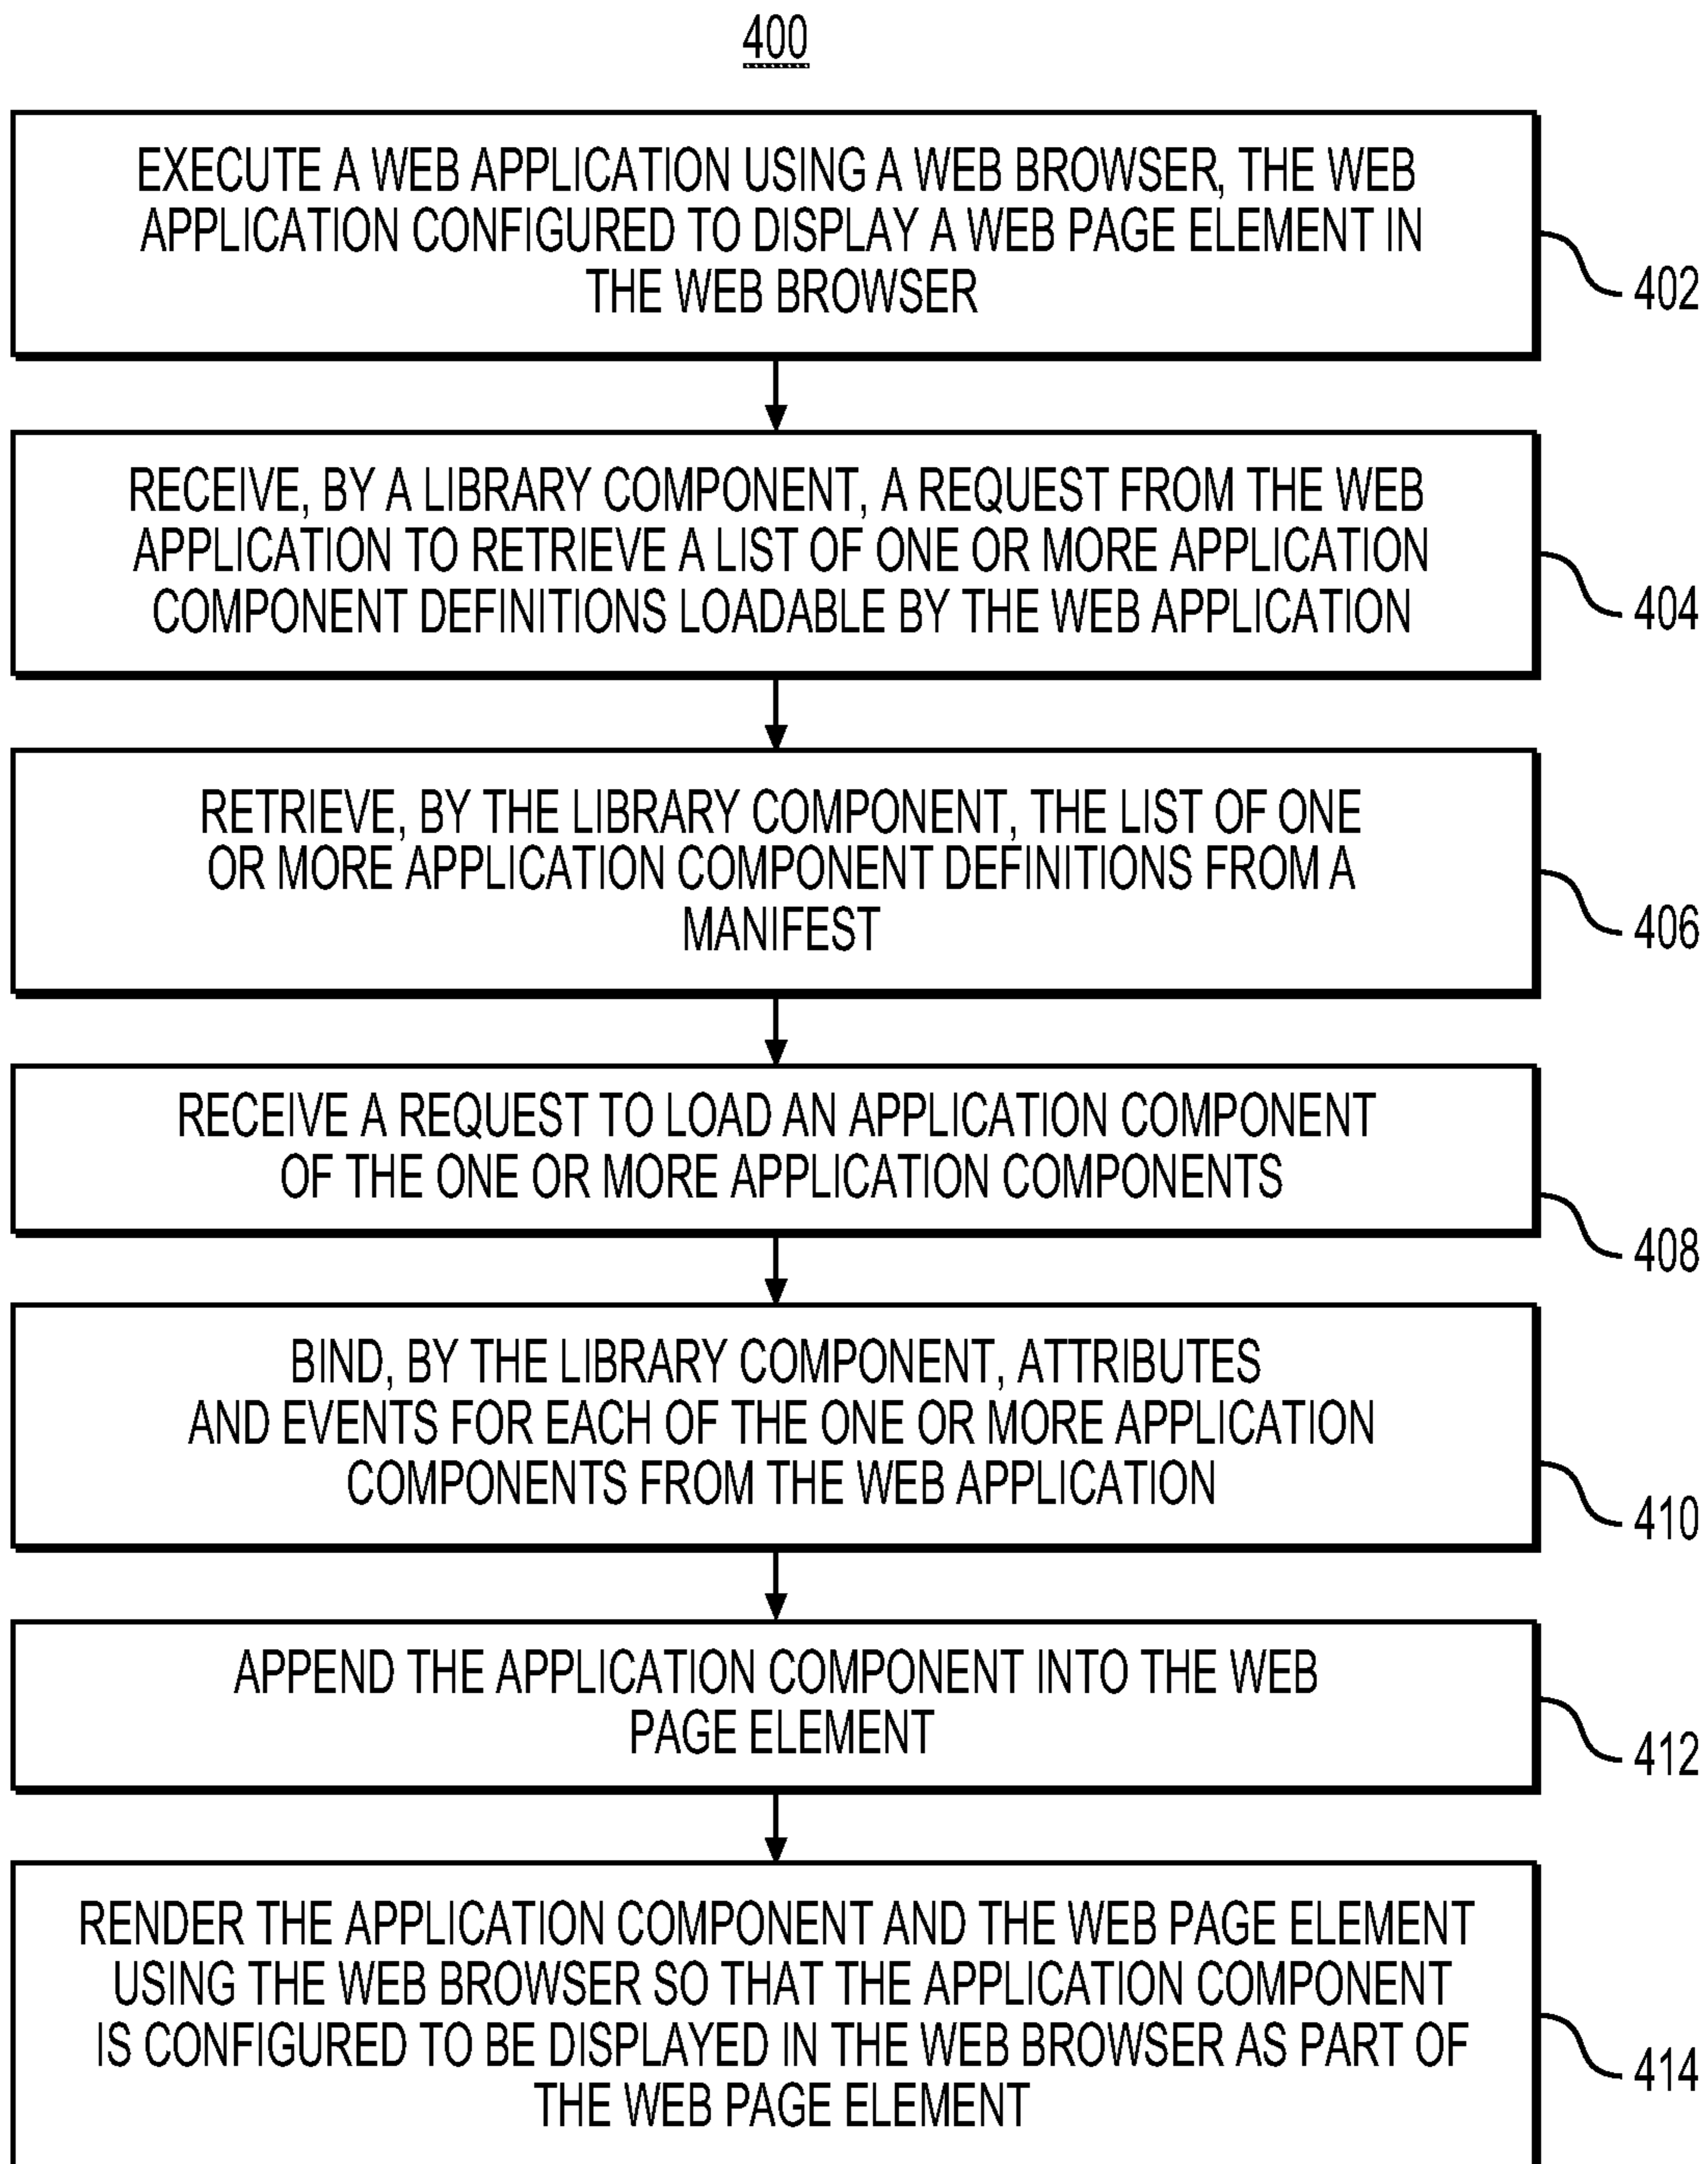 400
EXECUTE A WEB APPLICATION USING A WEB BROWSER, THE WEB
APPLICATION CONFIGURED TO DISPLAY A WEB PAGE ELEMENT IN
THE WEB BROWSER
402
RECEIVE, BY A LIBRARY COMPONENT, A REQUEST FROM THE WEB
APPLICATION TO RETRIEVE A LIST OF ONE OR MORE APPLICATION
COMPONENT DEFINITIONS LOADABLE BY THE WEB APPLICATION
404
RETRIEVE, BY THE LIBRARY COMPONENT, THE LIST OF ONE
OR MORE APPLICATION COMPONENT DEFINITIONS FROM A
MANIFEST
406
RECEIVE A REQUEST TO LOAD AN APPLICATION COMPONENT
OF THE ONE OR MORE APPLICATION COMPONENTS
408
BIND, BY THE LIBRARY COMPONENT, ATTRIBUTES
AND EVENTS FOR EACH OF THE ONE OR MORE APPLICATION
COMPONENTS FROM THE WEB APPLICATION
410
APPEND THE APPLICATION COMPONENT INTO THE WEB
PAGE ELEMENT
412
RENDER THE APPLICATION COMPONENT AND THE WEB PAGE ELEMENT
USING THE WEB BROWSER SO THAT THE APPLICATION COMPONENT
IS CONFIGURED TO BE DISPLAYED IN THE WEB BROWSER AS PART OF
THE WEB PAGE ELEMENT
414